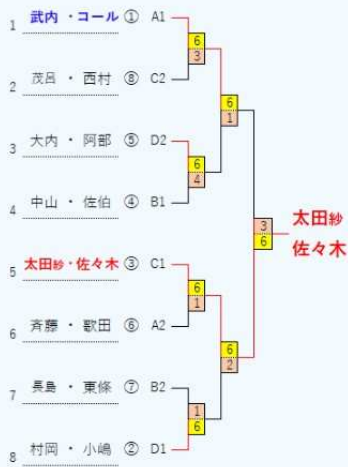 1 武内 ・ コール ① A1
6
3
2 茂呂 ・ 西村 ⑧ C2
6
1
3 大内 ・ 阿部 ⑤ D2
6
4
4 中山 ・ 佐伯 ④ B1
3
6
太田紗
佐々木
5 太田紗・佐々木 ③ C1
6
1
6 斉藤 ・ 歌田 ⑥ A2
6
2
7 長島 ・ 東條 ⑦ B2
1
6
8 村岡 ・ 小嶋 ② D1